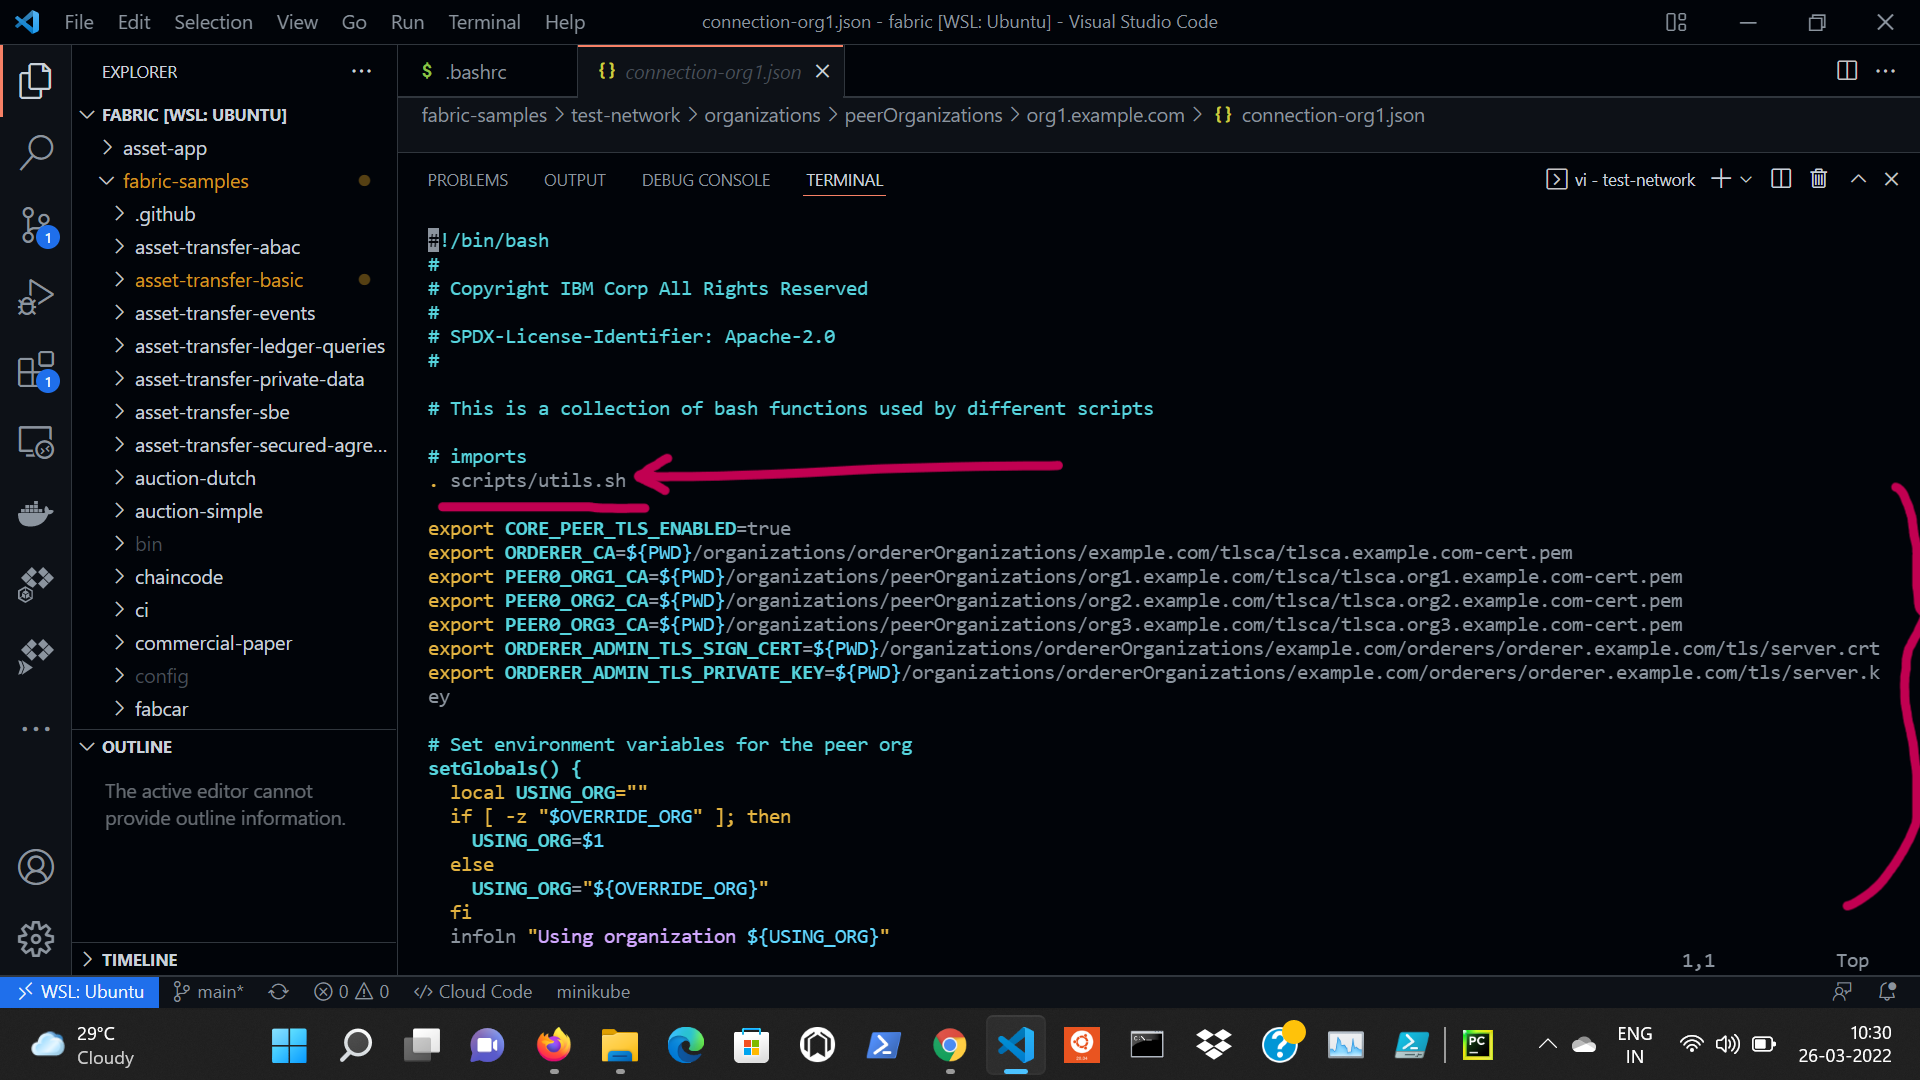 File Edit Selection View Go Run Terminal Help
connection-org1.json - fabric [WSL: Ubuntu] - Visual Studio Code
EXPLORER
FABRIC [WSL: UBUNTU]
asset-app
fabric-samples
.github
asset-transfer-abac
asset-transfer-basic
asset-transfer-events
asset-transfer-ledger-queries
asset-transfer-private-data
asset-transfer-sbe
asset-transfer-secured-agre...
auction-dutch
auction-simple
bin
chaincode
ci
commercial-paper
config
fabcar
OUTLINE
The active editor cannot
provide outline information.
TIMELINE
1
1
$ .bashrc
{} connection-org1.json
fabric-samples > test-network > organizations > peerOrganizations > org1.example.com > {} connection-org1.json
PROBLEMS OUTPUT DEBUG CONSOLE TERMINAL
vi - test-network
#!/bin/bash
#
# Copyright IBM Corp All Rights Reserved
#
# SPDX-License-Identifier: Apache-2.0
#
# This is a collection of bash functions used by different scripts
# imports
. scripts/utils.sh
export CORE_PEER_TLS_ENABLED=true
export ORDERER_CA=${PWD}/organizations/ordererOrganizations/example.com/tlsca/tlsca.example.com-cert.pem
export PEER0_ORG1_CA=${PWD}/organizations/peerOrganizations/org1.example.com/tlsca/tlsca.org1.example.com-cert.pem
export PEER0_ORG2_CA=${PWD}/organizations/peerOrganizations/org2.example.com/tlsca/tlsca.org2.example.com-cert.pem
export PEER0_ORG3_CA=${PWD}/organizations/peerOrganizations/org3.example.com/tlsca/tlsca.org3.example.com-cert.pem
export ORDERER_ADMIN_TLS_SIGN_CERT=${PWD}/organizations/ordererOrganizations/example.com/orderers/orderer.example.com/tls/server.crt
export ORDERER_ADMIN_TLS_PRIVATE_KEY=${PWD}/organizations/ordererOrganizations/example.com/orderers/orderer.example.com/tls/server.k
ey
# Set environment variables for the peer org
setGlobals() {
local USING_ORG=""
if [ -z "$OVERRIDE_ORG" ]; then
USING_ORG=$1
else
USING_ORG="${OVERRIDE_ORG}"
fi
infoln "Using organization ${USING_ORG}"
1,1 Top
WSL: Ubuntu main* 0 0 Cloud Code minikube
29°C
Cloudy
PC
ENG
IN
10:30
26-03-2022